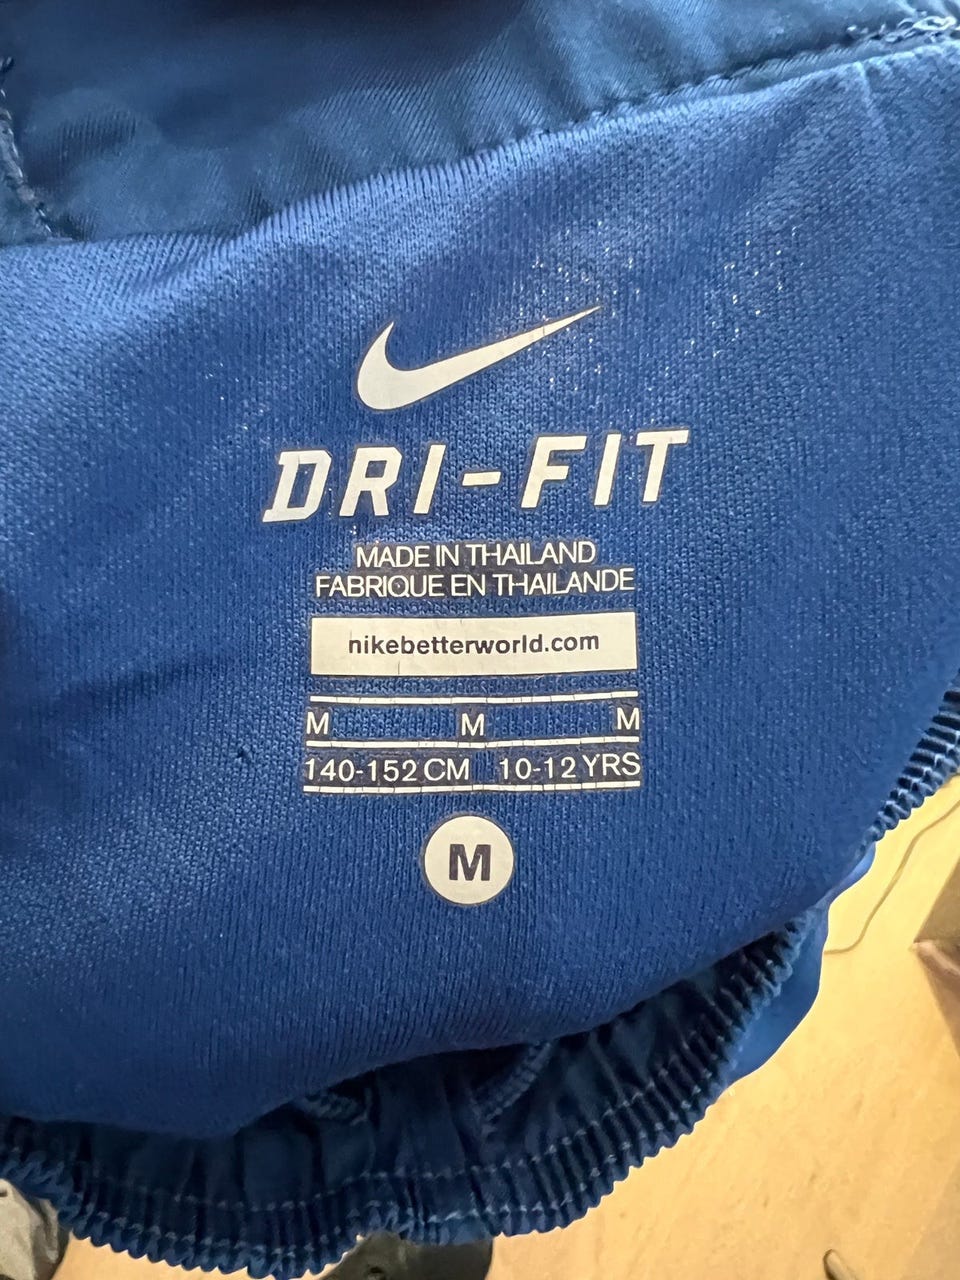 DRI-FIT
MADE IN THAILAND
FABRIQUE EN THAILANDE
nikebetterworld.com
M M M
140-152 CM 10-12 YRS
M